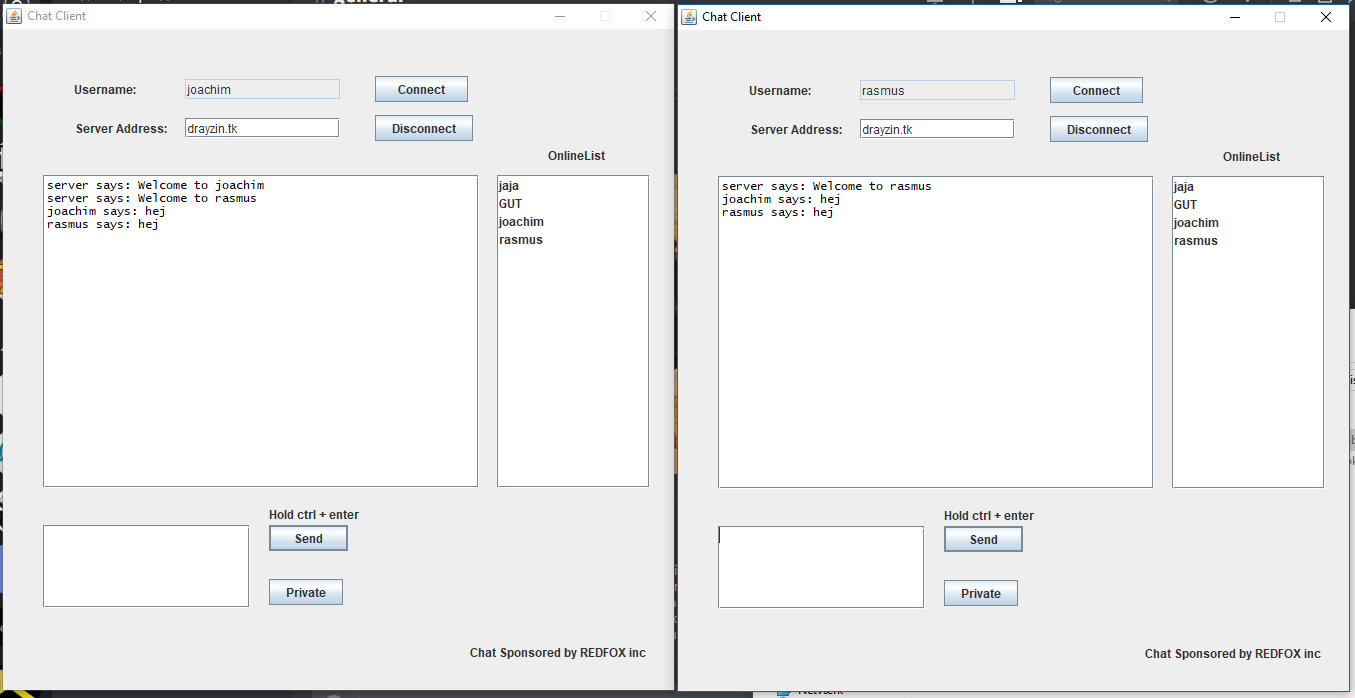 general
Chat Client
Username:
joachim
Connect
Server Address:
drayzin.tk
Disconnect
OnlineList
server says: Welcome to joachim
server says: Welcome to rasmus
joachim says: hej
rasmus says: hej
jaja
GUT
joachim
rasmus
Hold ctrl + enter
Send
Private
Chat Sponsored by REDFOX inc
Chat Client
Username:
rasmus
Connect
Server Address:
drayzin.tk
Disconnect
OnlineList
server says: Welcome to rasmus
joachim says: hej
rasmus says: hej
jaja
GUT
joachim
rasmus
Hold ctrl + enter
Send
Private
Chat Sponsored by REDFOX inc